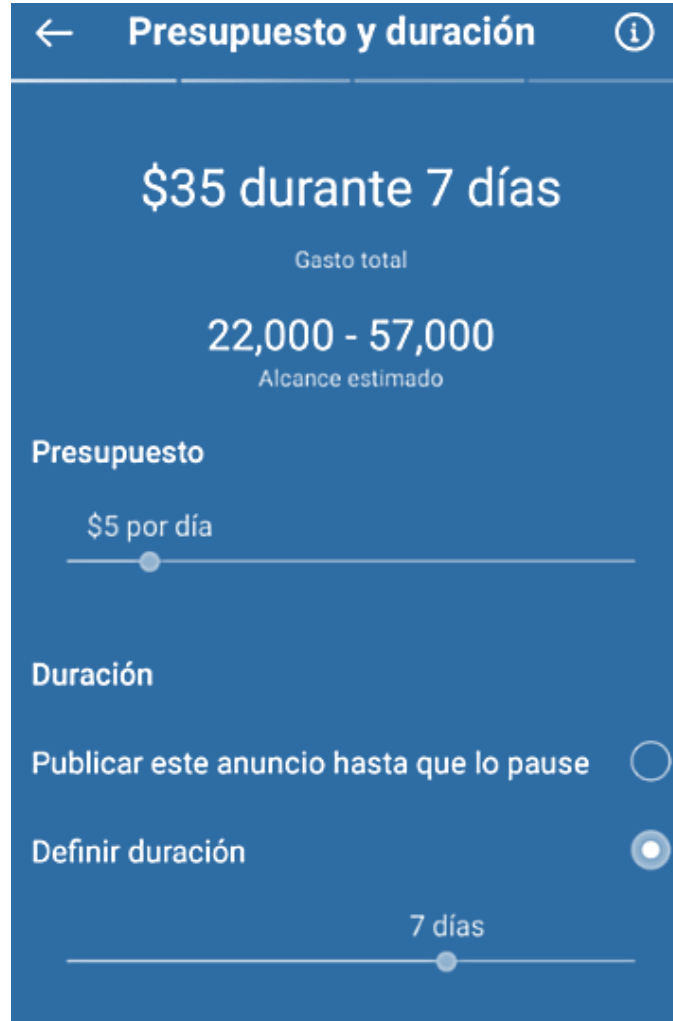 Presupuesto y duración
$35 durante 7 días
Gasto total
22,000 - 57,000
Alcance estimado
Presupuesto
$5 por día
Duración
Publicar este anuncio hasta que lo pause
Definir duración
7 días